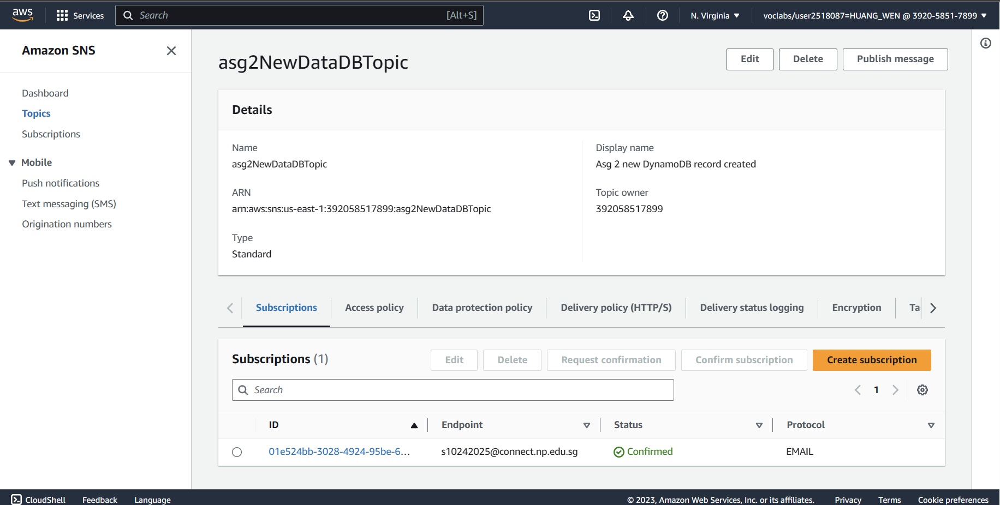 aws
Services
Search
[Alt+S]
N. Virginia
voclabs/user2518087=HUANG_WEN @ 3920-5851-7899
Amazon SNS
Dashboard
Topics
Subscriptions
Mobile
Push notifications
Text messaging (SMS)
Origination numbers
asg2NewDataDBTopic
Edit
Delete
Publish message
Details
Name
asg2NewDataDBTopic
Display name
Asg 2 new DynamoDB record created
ARN
arn:aws:sns:us-east-1:392058517899:asg2NewDataDBTopic
Topic owner
392058517899
Type
Standard
Subscriptions
Access policy
Data protection policy
Delivery policy (HTTP/S)
Delivery status logging
Encryption
Ta
Subscriptions (1)
Edit
Delete
Request confirmation
Confirm subscription
Create subscription
Search
1
ID
Endpoint
Status
Protocol
01e524bb-3028-4924-95be-6...
s10242025@connect.np.edu.sg
Confirmed
EMAIL
CloudShell
Feedback
Language
© 2023, Amazon Web Services, Inc. or its affiliates.
Privacy
Terms
Cookie preferences